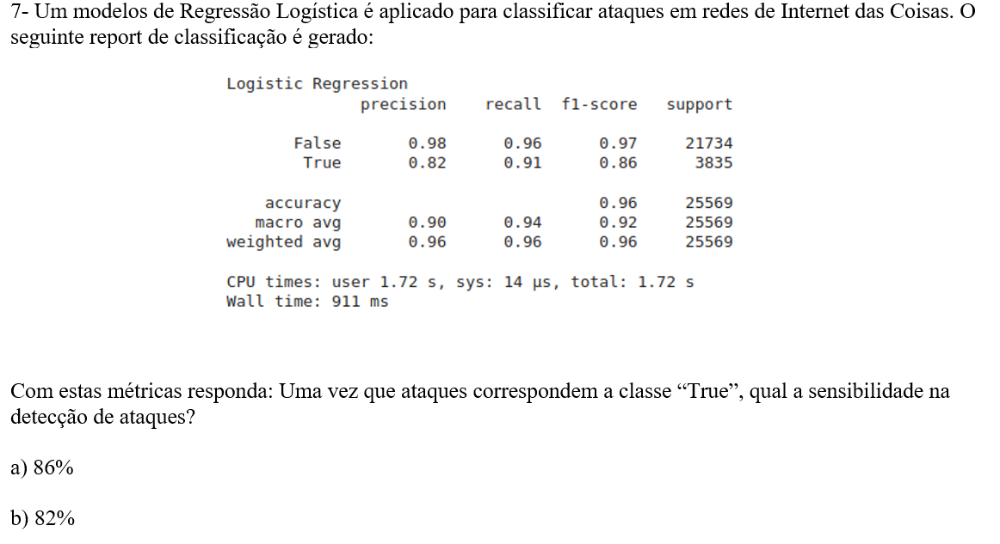 7- Um modelos de Regressão Logística é aplicado para classificar ataques em redes de Internet das Coisas. O
seguinte report de classificação é gerado:
Logistic Regression
precision recall f1-score support
False 0.98 0.96 0.97 21734
True 0.82 0.91 0.86 3835
accuracy 0.96 25569
macro avg 0.90 0.94 0.92 25569
weighted avg 0.96 0.96 0.96 25569
CPU times: user 1.72 s, sys: 14 µs, total: 1.72 s
Wall time: 911 ms
Com estas métricas responda: Uma vez que ataques correspondem a classe “True”, qual a sensibilidade na
detecção de ataques?
a) 86%
b) 82%